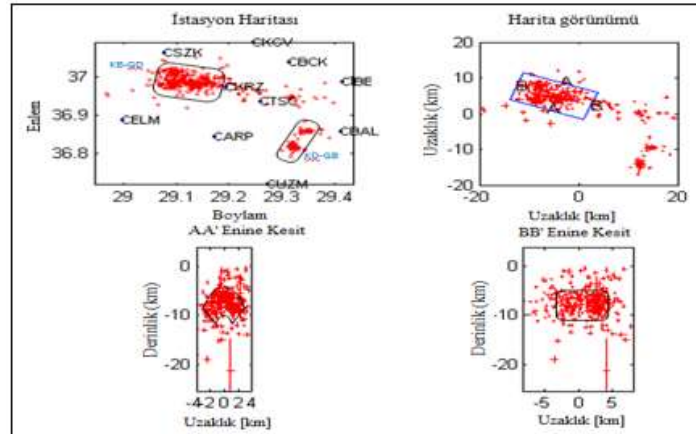 İstasyon Haritası
CKCV
CSZK
37
KB-GD
CBCK
CIBE
CKRZ
CTSC
36.9
CELM
CARP
CBAL
36.8
KD-GB
CUZM
29 29.1 29.2 29.3 29.4
Enlem
Boylam
Harita görünümü
20
10
0
-10
-20
-20 0 20
A
B
Uzaklık (km)
Uzaklık [km]
AA' Enine Kesit
0
-10
-20
-4-2 0 2 4
Derinlik (km)
Uzaklık [km]
BB' Enine Kesit
0
-10
-20
-5 0 5
Derinlik (km)
Uzaklık [km]